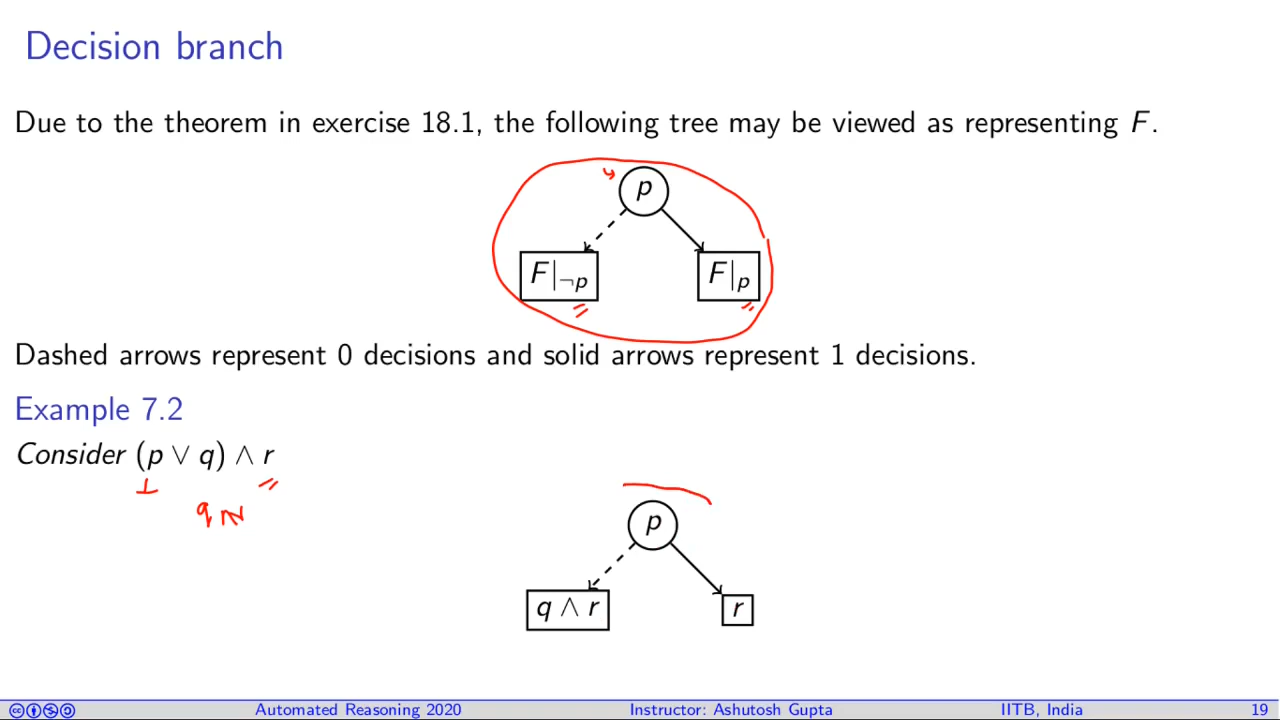 Decision branch
Due to the theorem in exercise 18.1, the following tree may be viewed as representing F.
p
F|¬p F|p
Dashed arrows represent 0 decisions and solid arrows represent 1 decisions.
Example 7.2
Consider (p ∨ q) ∧ r
⊥
q ∧ r
p
q ∧ r r
Automated Reasoning 2020 Instructor: Ashutosh Gupta IITB, India 19